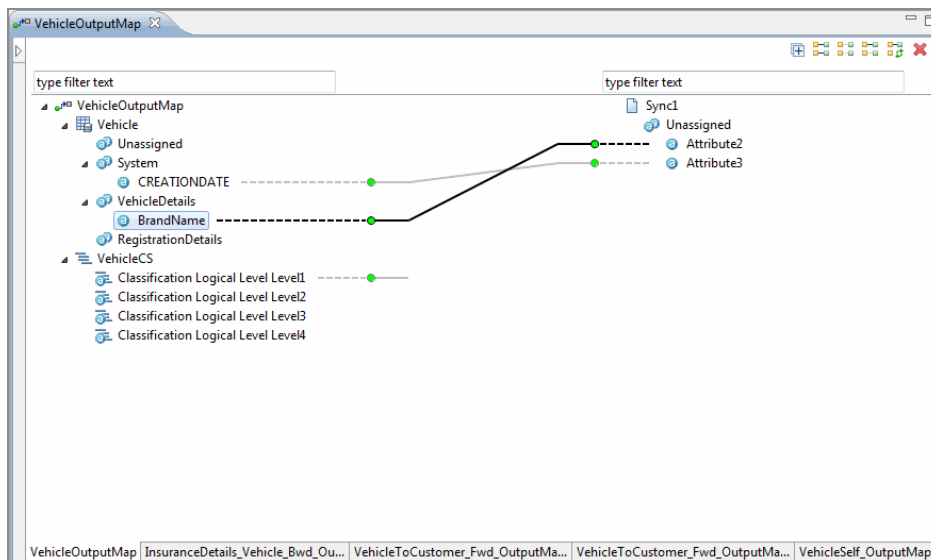 VehicleOutputMap
type filter text type filter text
VehicleOutputMap Sync1
Vehicle Unassigned
Unassigned Attribute2
System Attribute3
CREATIONDATE
VehicleDetails
BrandName
RegistrationDetails
VehicleCS
Classification Logical Level Level1
Classification Logical Level Level2
Classification Logical Level Level3
Classification Logical Level Level4
VehicleOutputMap InsuranceDetails_Vehicle_Bwd_Ou... VehicleToCustomer_Fwd_OutputMa... VehicleToCustomer_Fwd_OutputMa... VehicleSelf_OutputMap